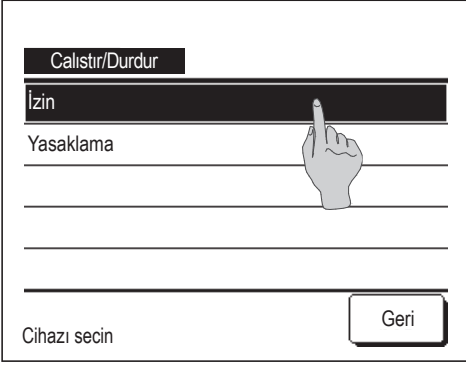 Calıstır/Durdur
İzin
Yasaklama
Cihazı secin
Geri